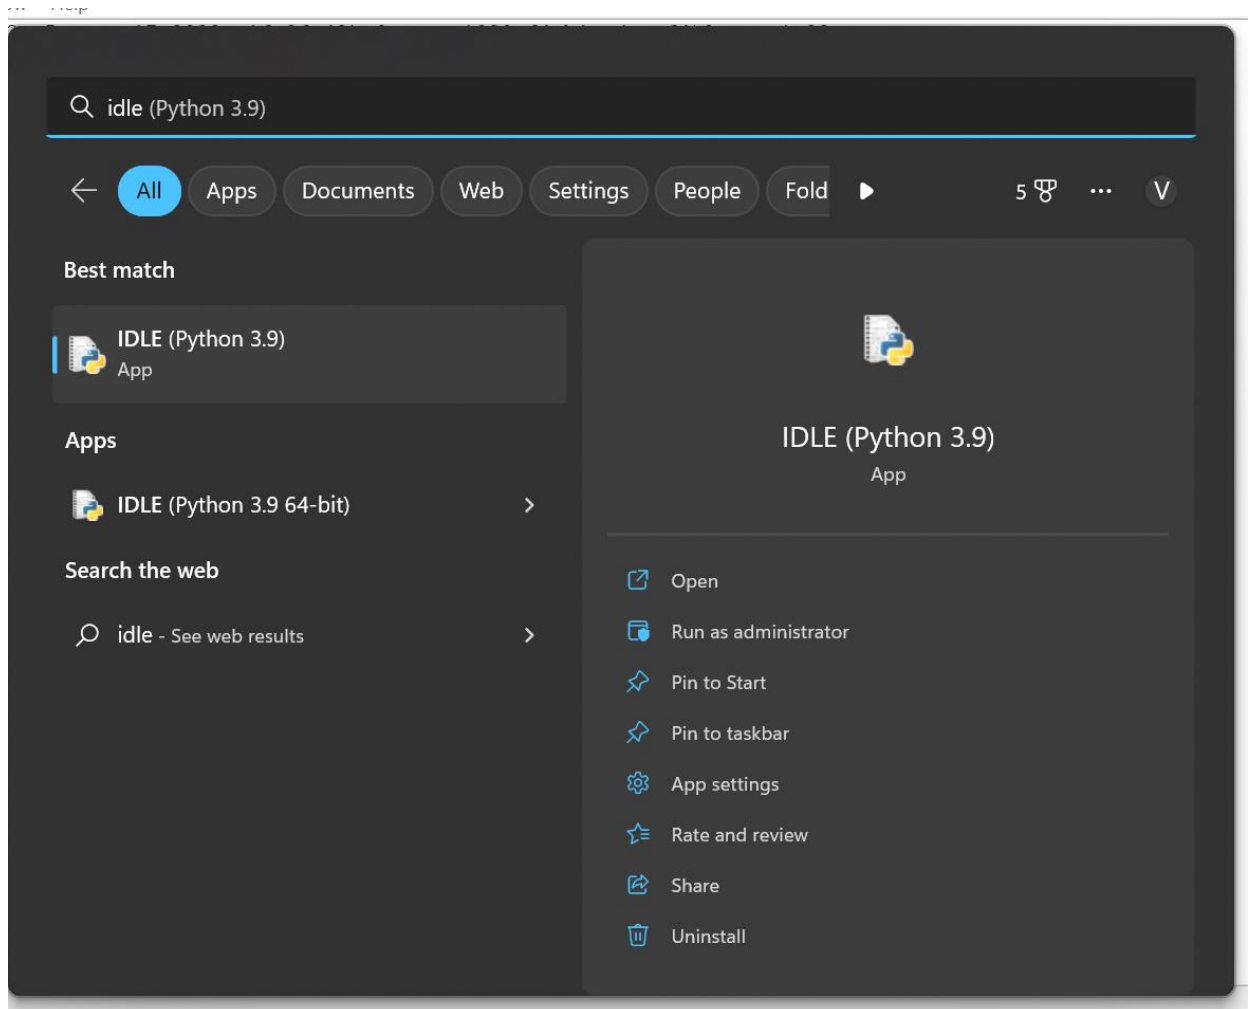 idle (Python 3.9)
All Apps Documents Web Settings People Fold 5 ... V
Best match
IDLE (Python 3.9)
App
Apps
IDLE (Python 3.9 64-bit)
Search the web
idle - See web results
IDLE (Python 3.9)
App
Open
Run as administrator
Pin to Start
Pin to taskbar
App settings
Rate and review
Share
Uninstall